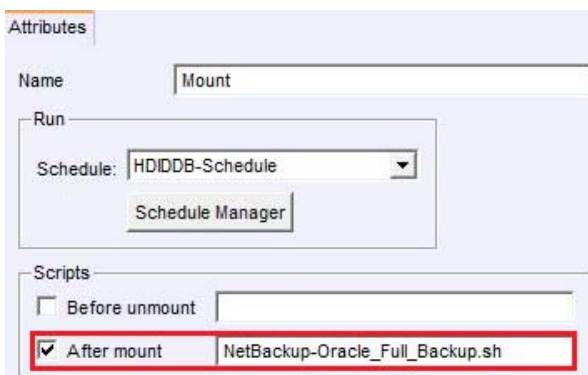 Attributes
Name Mount
Run
Schedule: HDIDDB-Schedule
Schedule Manager
Scripts
Before unmount
After mount NetBackup-Oracle_Full_Backup.sh